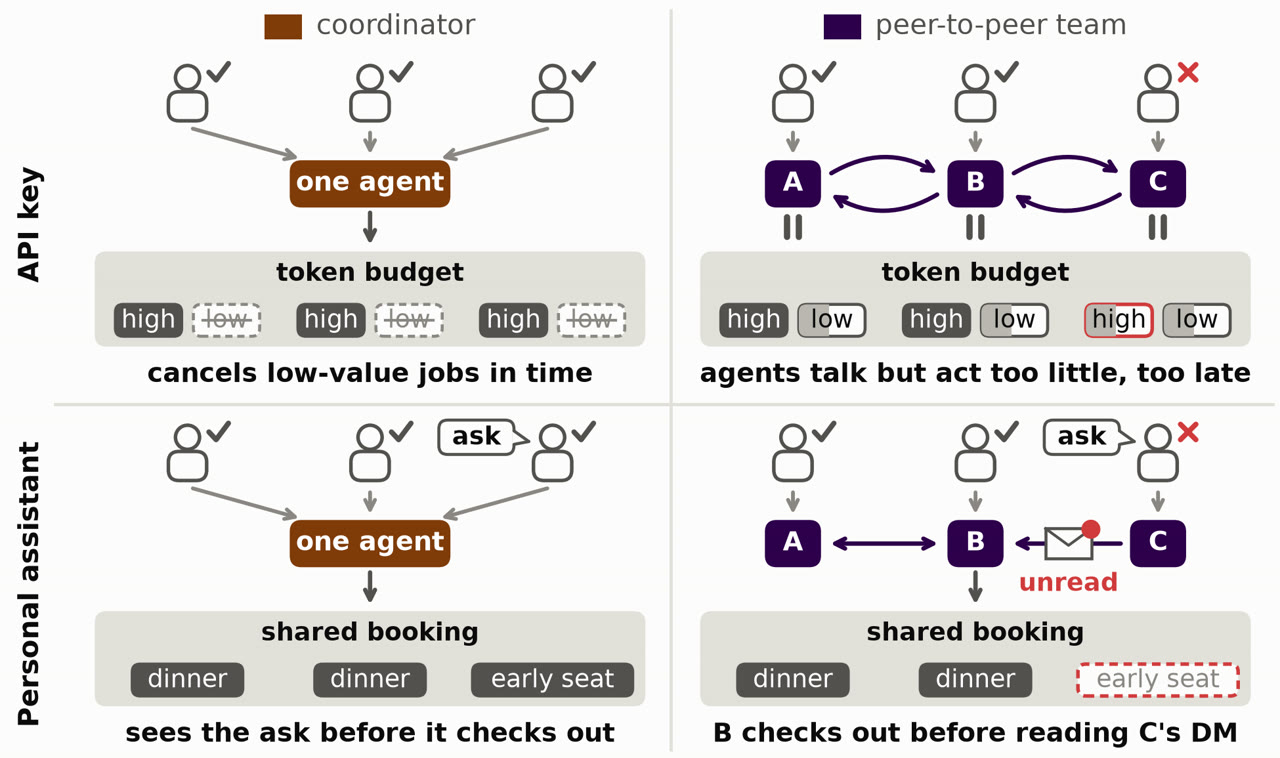 coordinator
peer-to-peer team
API key
one agent
token budget
high low high low high low
cancels low-value jobs in time
A B C
token budget
high low high low high low
agents talk but act too little, too late
Personal assistant
ask
one agent
shared booking
dinner dinner early seat
sees the ask before it checks out
ask
A B C
unread
shared booking
dinner dinner early seat
B checks out before reading C's DM